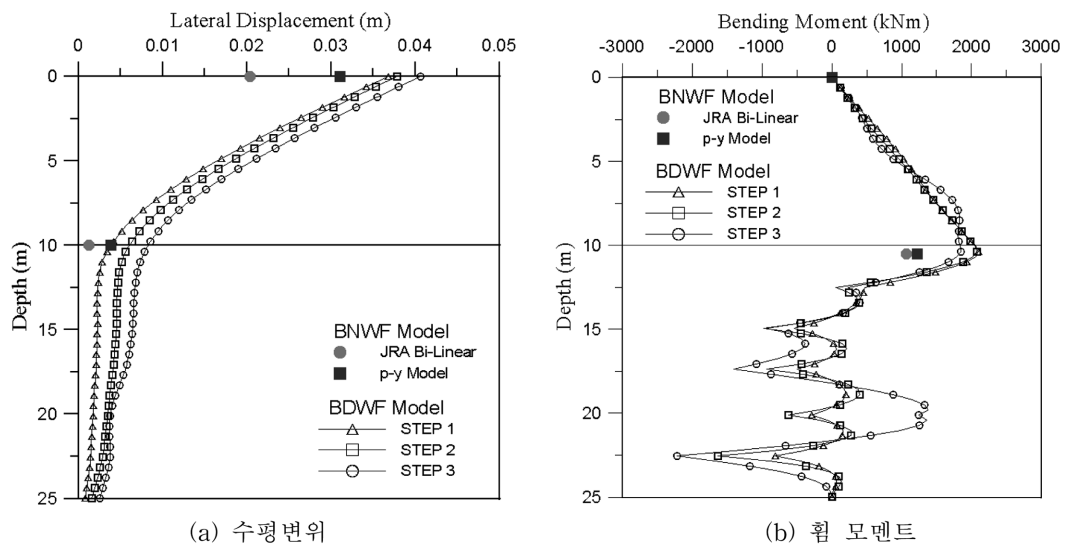 Lateral Displacement (m)
0 0.01 0.02 0.03 0.04 0.05
0
5
10
15
20
25
Depth (m)
BNWF Model
JRA Bi-Linear
p-y Model
BDWF Model
STEP 1
STEP 2
STEP 3
(a) 수평변위
Bending Moment (kNm)
-3000 -2000 -1000 0 1000 2000 3000
0
5
10
15
20
25
Depth (m)
BNWF Model
JRA Bi-Linear
p-y Model
BDWF Model
STEP 1
STEP 2
STEP 3
(b) 휨 모멘트